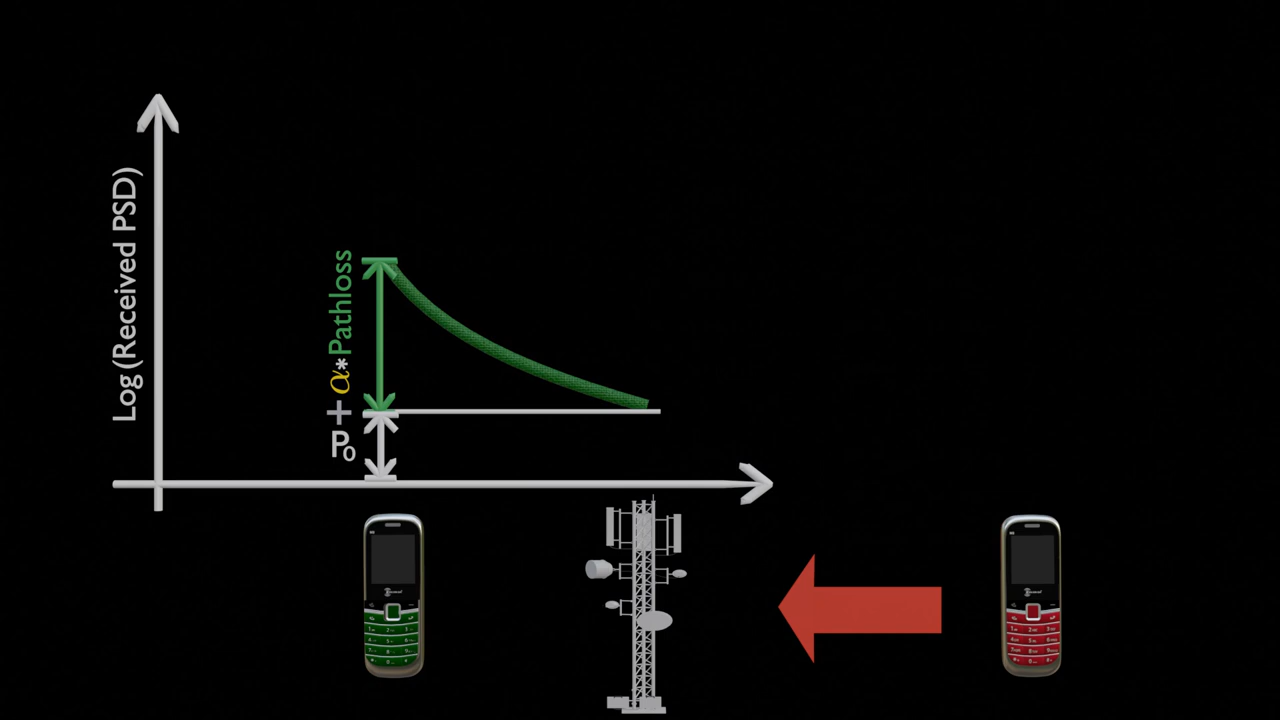 Log (Received PSD)
P₀ + α*Pathloss